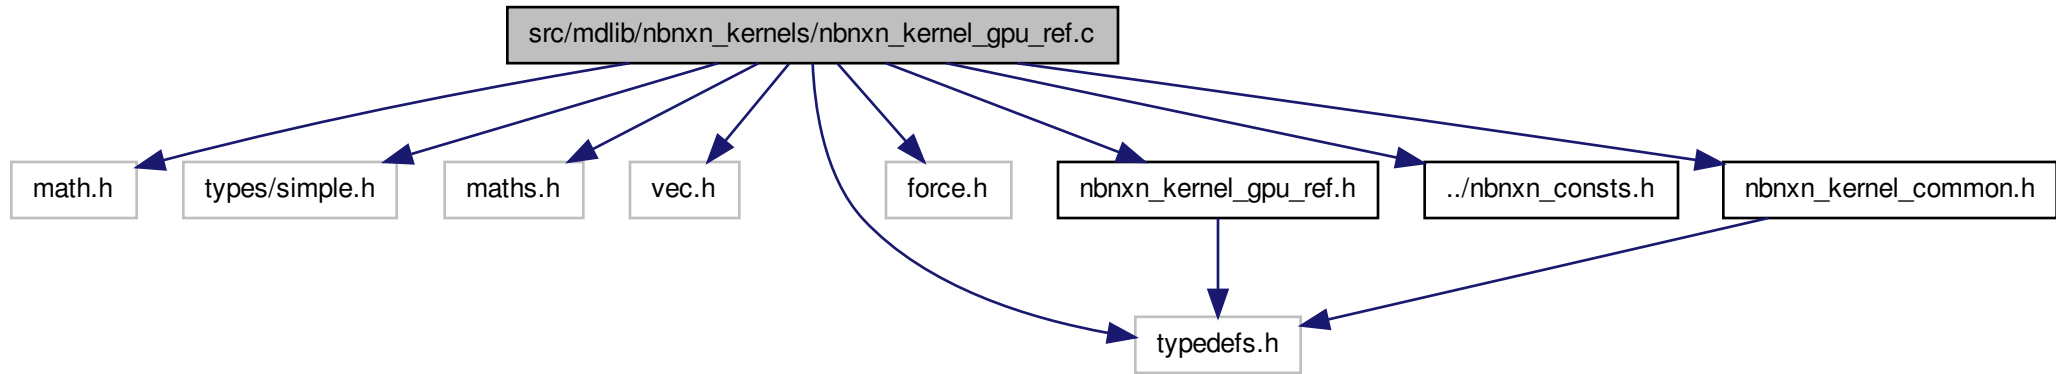 src/mdlib/nbnxn_kernels/nbnxn_kernel_gpu_ref.c
math.h
types/simple.h
maths.h
vec.h
force.h
nbnxn_kernel_gpu_ref.h
../nbnxn_consts.h
nbnxn_kernel_common.h
typedefs.h